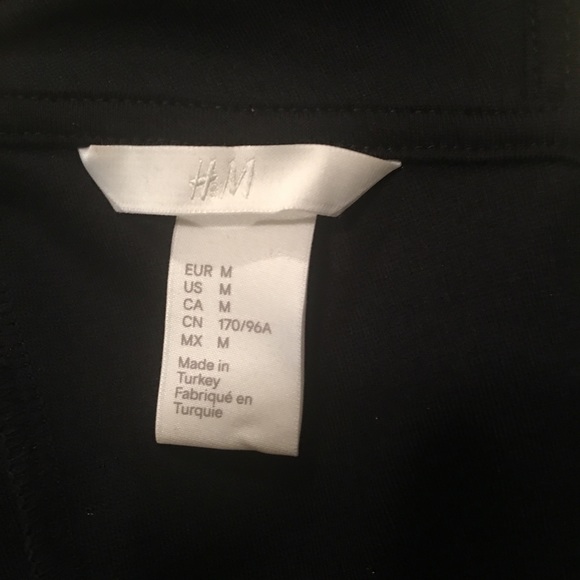 H&M
EUR M
US M
CA M
CN 170/96A
MX M
Made in
Turkey
Fabriqué en
Turquie